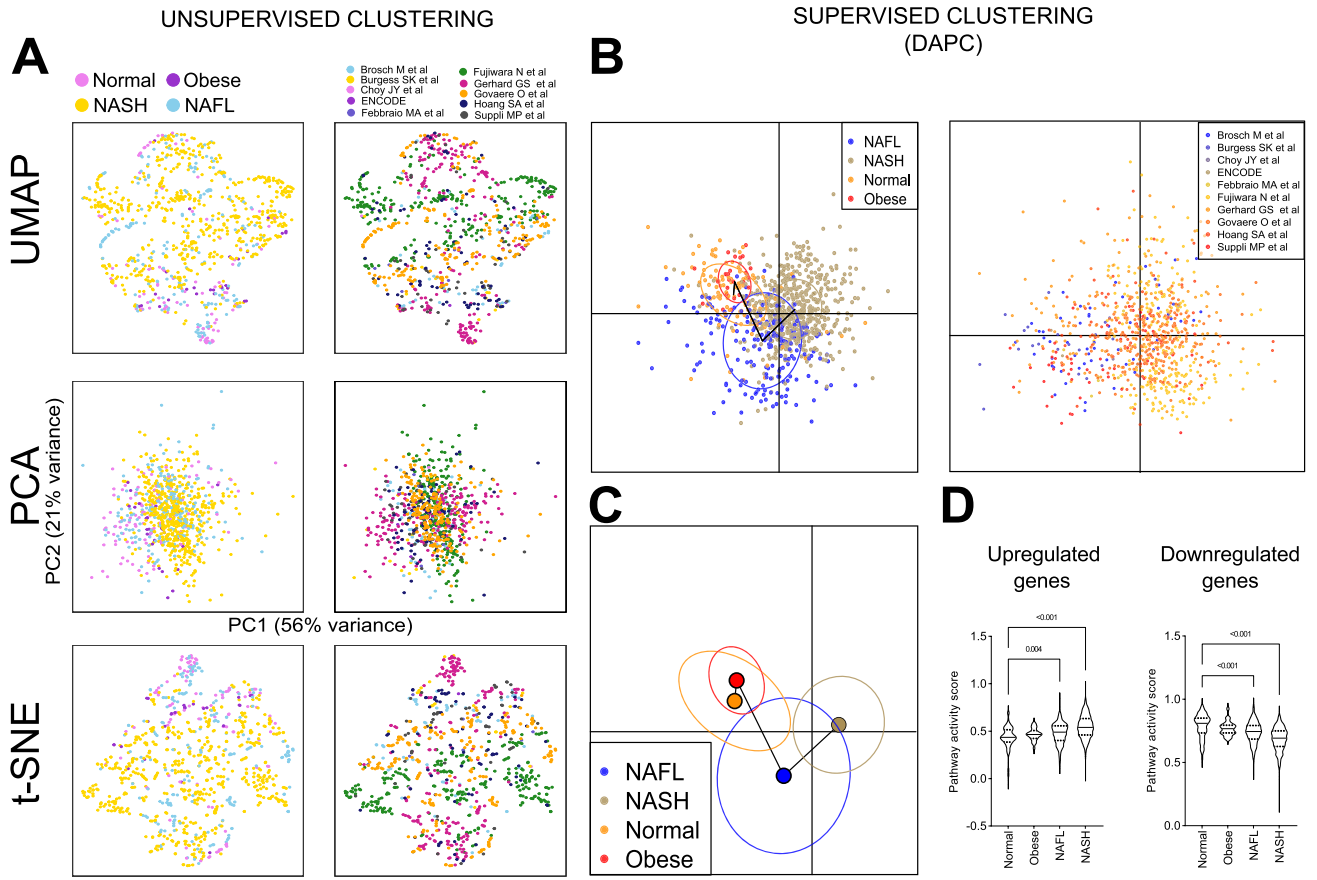 UNSUPERVISED CLUSTERING
SUPERVISED CLUSTERING
(DAPC)
A
Normal
Obese
NASH
NAFL
Brosch M et al
Burgess SK et al
Choy JY et al
ENCODE
Febbraio MA et al
Fujiwara N et al
Gerhard GS et al
Govaere O et al
Hoang SA et al
Suppli MP et al
UMAP
PCA
PC2 (21% variance)
PC1 (56% variance)
t-SNE
B
NAFL
NASH
Normal
Obese
Brosch M et al
Burgess SK et al
Choy JY et al
ENCODE
Febbraio MA et al
Fujiwara N et al
Gerhard GS et al
Govaere O et al
Hoang SA et al
Suppli MP et al
C
NAFL
NASH
Normal
Obese
D
Upregulated
genes
Pathway activity score
1.5
1.0
0.5
0.0
-0.5
<0.001
0.004
Normal
Obese
NAFL
NASH
Downregulated
genes
Pathway activity score
1.5
1.0
0.5
0.0
<0.001
<0.001
Normal
Obese
NAFL
NASH